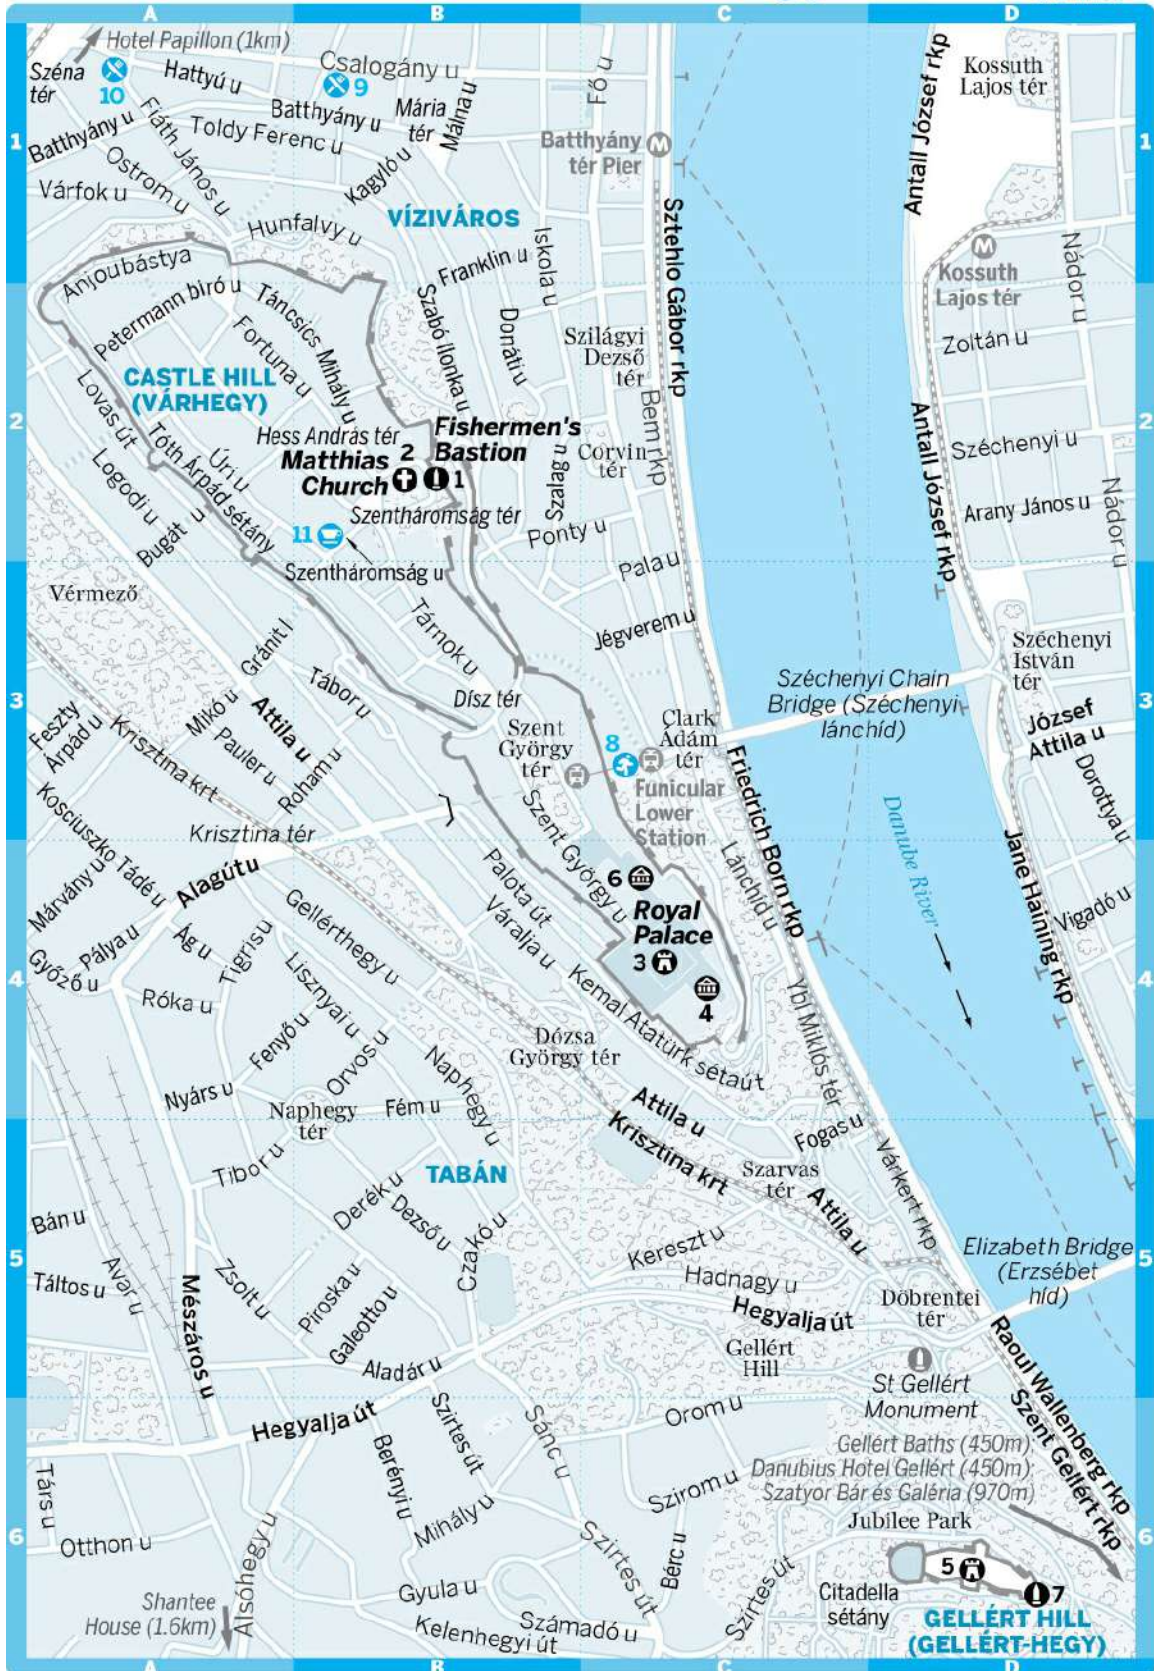 A
B
C
D
Hotel Papillon (1km)
Széna
tér
10
Hattyú u
Csalogány u
9
Batthyány u
Mária
tér
Málna u
Fő u
Antall József rkp
Kossuth
Lajos tér
1
1
Batthyány u
Fiáth János u
Toldy Ferenc u
Ostrom u
Várfok u
Kagyló u
Batthyány
tér Pier
M
Hunfalvy u
VÍZIVÁROS
Sztehlo Gábor rkp
Iskola u
Franklin u
M
Kossuth
Lajos tér
Nádor u
Anjoubástya
Petermann bíró u
Táncsics Mihály u
Fortuna u
Szabó Ilonka u
Donáti u
Szilágyi
Dezső
tér
Bem rkp
Zoltán u
CASTLE HILL
(VÁRHEGY)
Lovas út
2
2
Tóth Árpád sétány
Úri u
Logodi u
Bugát u
Hess András tér
Matthias
Church
2
Fishermen's
Bastion
1
Szalag u
Corvin
tér
Antall József rkp
Széchenyi u
Arany János u
Nádor u
Szentháromság tér
11
Szentháromság u
Ponty u
Pala u
Vérmező
Jégverem u
Tárnok u
Gránit l
Tábor u
Dísz tér
Széchenyi
István
tér
Széchenyi Chain
Bridge (Széchenyi
lánchíd)
3
3
Feszty
Árpád u
Krisztina krt
Mikó u
Attila u
Pauler u
Roham u
Szent
György
tér
8
Clark
Ádám
tér
Funicular
Lower
Station
Friedrich Born rkp
József
Attila u
Dorottya u
Kosciuszko Tádé u
Krisztina tér
Szent György u
Danube River
Jane Haining rkp
Márvány u
Alagút u
Palota út
Váralja u
Lánchíd u
6
Royal
Palace
3
4
Vigadó u
Gellérthegy u
Győző u
Pálya u
Ág u
Tigris u
4
4
Róka u
Lisznyai u
Kemal Atatürk sétaút
Ybl Miklós tér
Fenyő u
Orvos u
Dózsa
György tér
Naphegy u
Nyárs u
Naphegy
tér
Fém u
Attila u
Krisztina krt
Fogas u
Tibor u
TABÁN
Szarvas
tér
Attila u
Várkert rkp
Derék u
Dezső u
Czakó u
Bán u
5
5
Avar u
Táltos u
Mészáros u
Zsolt u
Piroska u
Galeotto u
Kereszt u
Hadnagy u
Hegyalja út
Döbrentei
tér
Elizabeth Bridge
(Erzsébet
híd)
Aladár u
Gellért
Hill
St Gellért
Monument
Raoul Wallenberg rkp
Szent Gellért rkp
Hegyalja út
Szirtes út
Sánc u
Orom u
Berényi u
Gellért Baths (450m);
Danubius Hotel Gellért (450m);
Szatyor Bár és Galéria (970m)
Társ u
Szirom u
6
6
Mihály u
Jubilee Park
Otthon u
Alsóhegy u
Szirtes út
Bérc u
Szirtes út
5
7
Gyula u
Citadella
sétány
Shantee
House (1.6km)
Számadó u
Kelenhegyi út
GELLÉRT HILL
(GELLÉRT-HEGY)
A
B
C
D